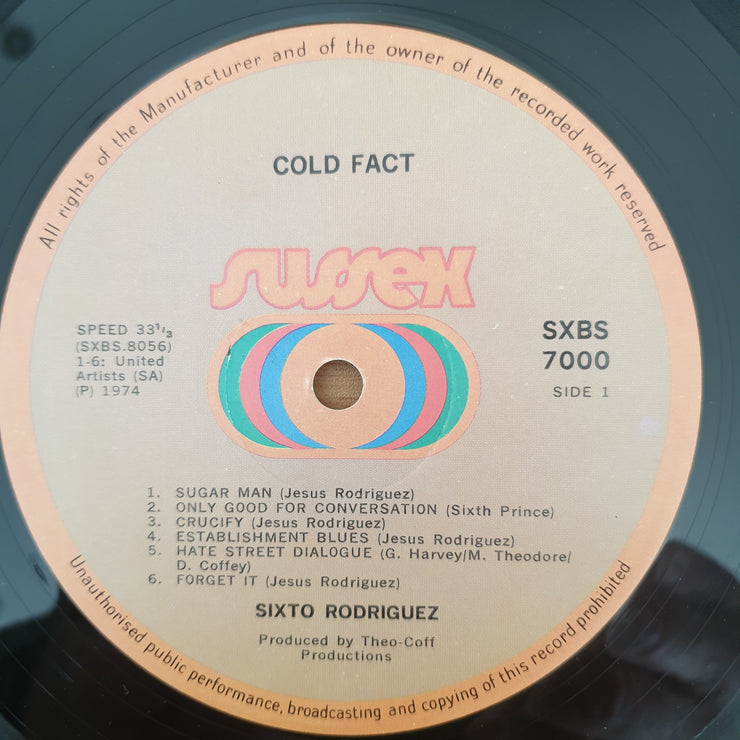 All rights of the Manufacturer and of the owner of the recorded work reserved
COLD FACT
sussex
SPEED 33⅓
(SXBS.8056)
1-6: United
Artists (SA)
(P) 1974
SXBS
7000
SIDE 1
1. SUGAR MAN (Jesus Rodriguez)
2. ONLY GOOD FOR CONVERSATION (Sixth Prince)
3. CRUCIFY (Jesus Rodriguez)
4. ESTABLISHMENT BLUES (Jesus Rodriguez)
5. HATE STREET DIALOGUE (G. Harvey/M. Theodore/
D. Coffey)
6. FORGET IT (Jesus Rodriguez)
SIXTO RODRIGUEZ
Produced by Theo-Coff
Productions
Unauthorised public performance, broadcasting and copying of this record prohibited